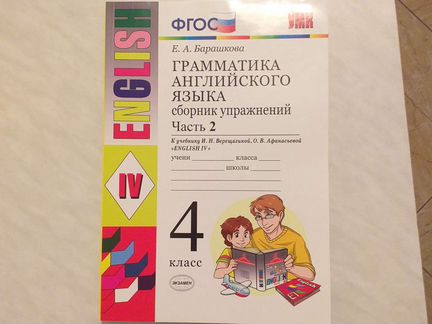 ФГОС
УМК
Е. А. Барашкова
ГРАММАТИКА
АНГЛИЙСКОГО
ЯЗЫКА
сборник упражнений
Часть 2
К учебнику И. Н. Верещагиной, О. В. Афанасьевой
«ENGLISH IV»
учени класса
школы
ENGLISH
IV
4
класс
ЭКЗАМЕН